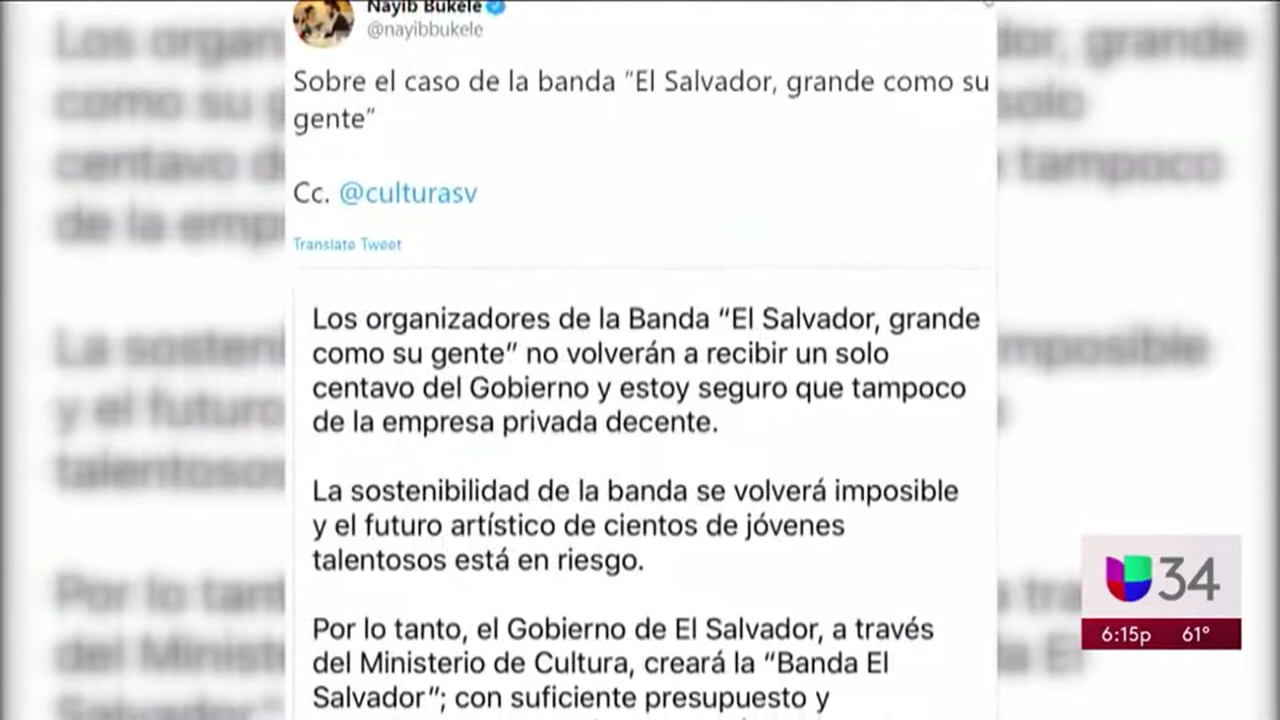 Nayib Bukele
@nayibbukele
Sobre el caso de la banda "El Salvador, grande como su
gente"
Cc. @culturasv
Translate Tweet
Los organizadores de la Banda “El Salvador, grande
como su gente” no volverán a recibir un solo
centavo del Gobierno y estoy seguro que tampoco
de la empresa privada decente.
La sostenibilidad de la banda se volverá imposible
y el futuro artístico de cientos de jóvenes
talentosos está en riesgo.
Por lo tanto, el Gobierno de El Salvador, a través
del Ministerio de Cultura, creará la “Banda El
Salvador”; con suficiente presupuesto y
34
6:15p 61°